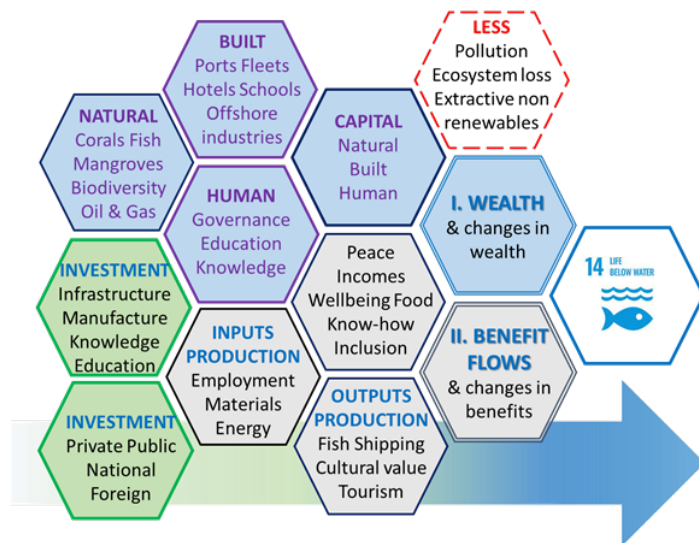 BUILT
Ports Fleets
Hotels Schools
Offshore
industries
LESS
Pollution
Ecosystem loss
Extractive non
renewables
NATURAL
Corals Fish
Mangroves
Biodiversity
Oil & Gas
CAPITAL
Natural
Built
Human
HUMAN
Governance
Education
Knowledge
I. WEALTH
& changes in
wealth
INVESTMENT
Infrastructure
Manufacture
Knowledge
Education
Peace
Incomes
Wellbeing Food
Know-how
Inclusion
14 LIFE
BELOW WATER
INPUTS
PRODUCTION
Employment
Materials
Energy
II. BENEFIT
FLOWS
& changes in
benefits
INVESTMENT
Private Public
National
Foreign
OUTPUTS
PRODUCTION
Fish Shipping
Cultural value
Tourism